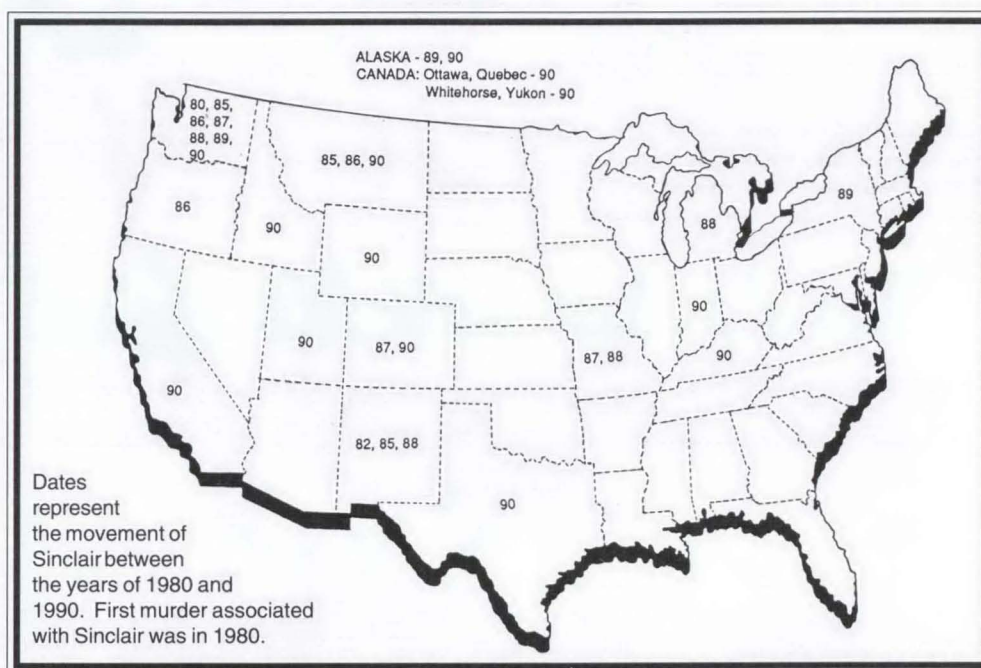 ALASKA - 89, 90
CANADA: Ottawa, Quebec - 90
Whitehorse, Yukon - 90
80, 85,
86, 87,
88, 89,
90
85, 86, 90
86
90
90
88
89
90
90
87, 90
87, 88
90
90
82, 85, 88
90
Dates
represent
the movement of
Sinclair between
the years of 1980 and
1990. First murder associated
with Sinclair was in 1980.